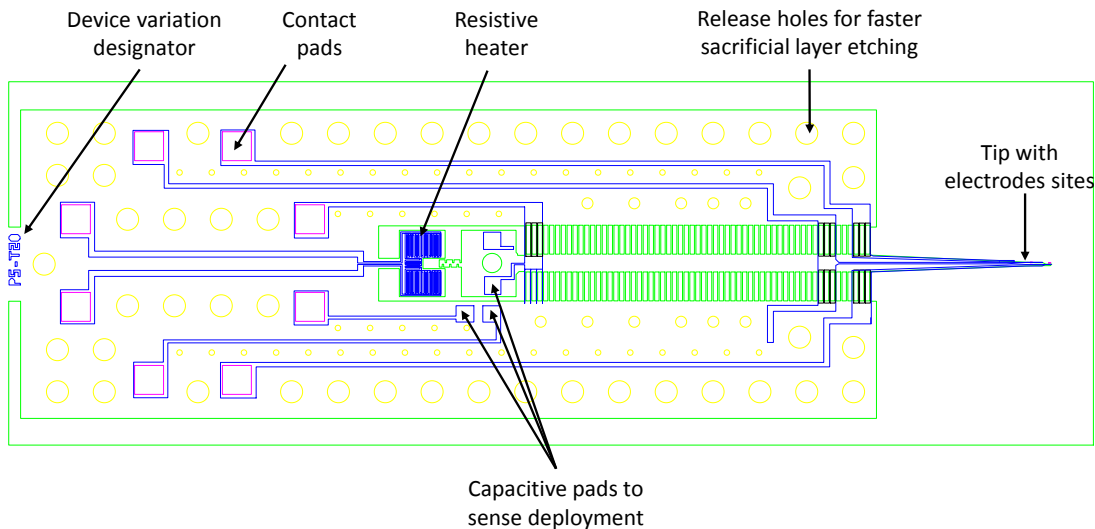 Device variation
designator
Contact
pads
Resistive
heater
Release holes for faster
sacrificial layer etching
Tip with
electrodes sites
P5-T20
Capacitive pads to
sense deployment